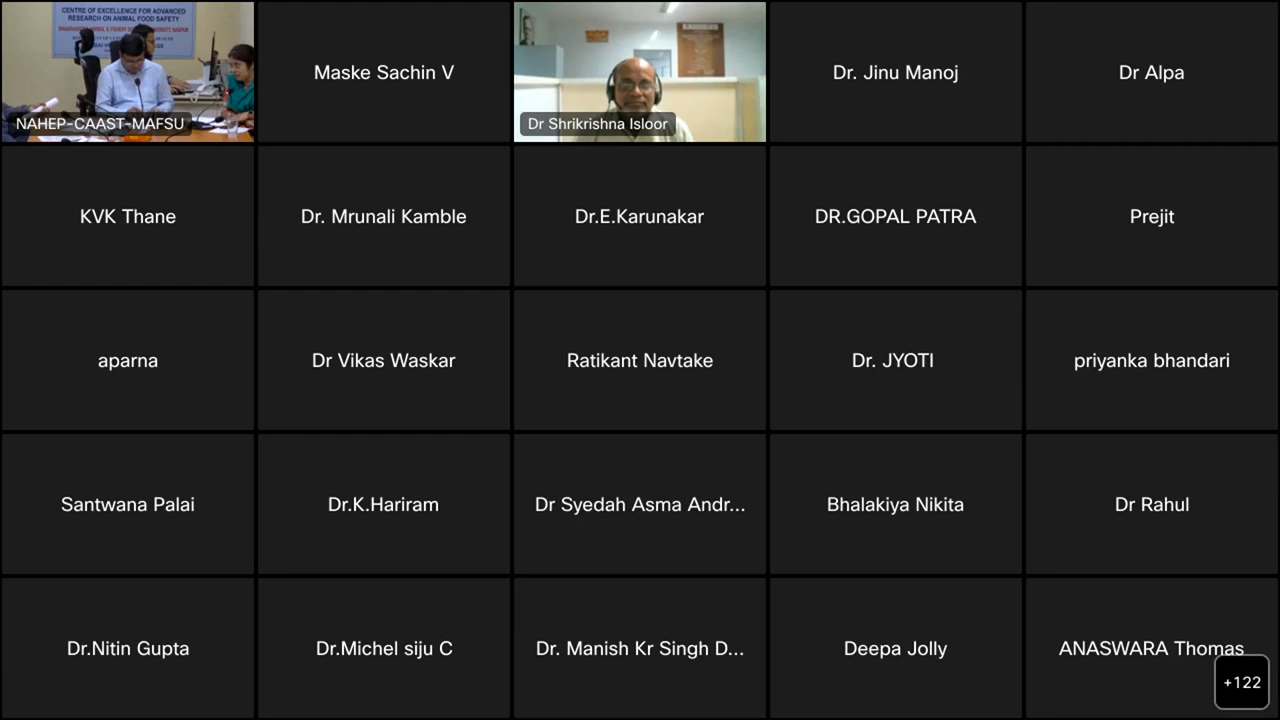 CENTRE OF EXCELLENCE FOR ADVANCED
RESEARCH ON ANIMAL FOOD SAFETY
NAHEP-CAAST-MAFSU
Maske Sachin V
Dr Shrikrishna Isloor
Dr. Jinu Manoj
Dr Alpa
KVK Thane
Dr. Mrunali Kamble
Dr.E.Karunakar
DR.GOPAL PATRA
Prejit
aparna
Dr Vikas Waskar
Ratikant Navtake
Dr. JYOTI
priyanka bhandari
Santwana Palai
Dr.K.Hariram
Dr Syedah Asma Andr...
Bhalakiya Nikita
Dr Rahul
Dr.Nitin Gupta
Dr.Michel siju C
Dr. Manish Kr Singh D...
Deepa Jolly
ANASWARA Thomas
+122